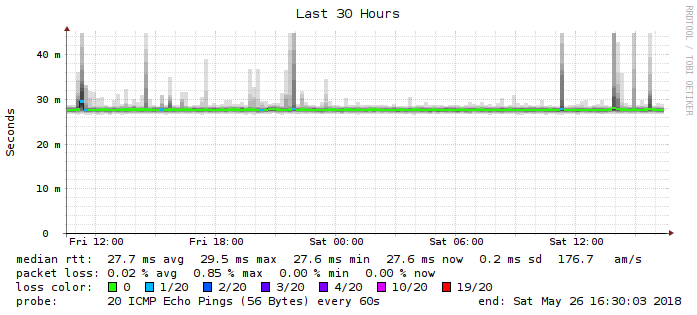 Last 30 Hours
RRDTOOL / TOBI OETIKER
Seconds
40 m
30 m
20 m
10 m
0
Fri 12:00 Fri 18:00 Sat 00:00 Sat 06:00 Sat 12:00
median rtt: 27.7 ms avg 29.5 ms max 27.6 ms min 27.6 ms now 0.2 ms sd 176.7 am/s
packet loss: 0.02 % avg 0.85 % max 0.00 % min 0.00 % now
loss color: 0 1/20 2/20 3/20 4/20 10/20 19/20
probe: 20 ICMP Echo Pings (56 Bytes) every 60s end: Sat May 26 16:30:03 2018